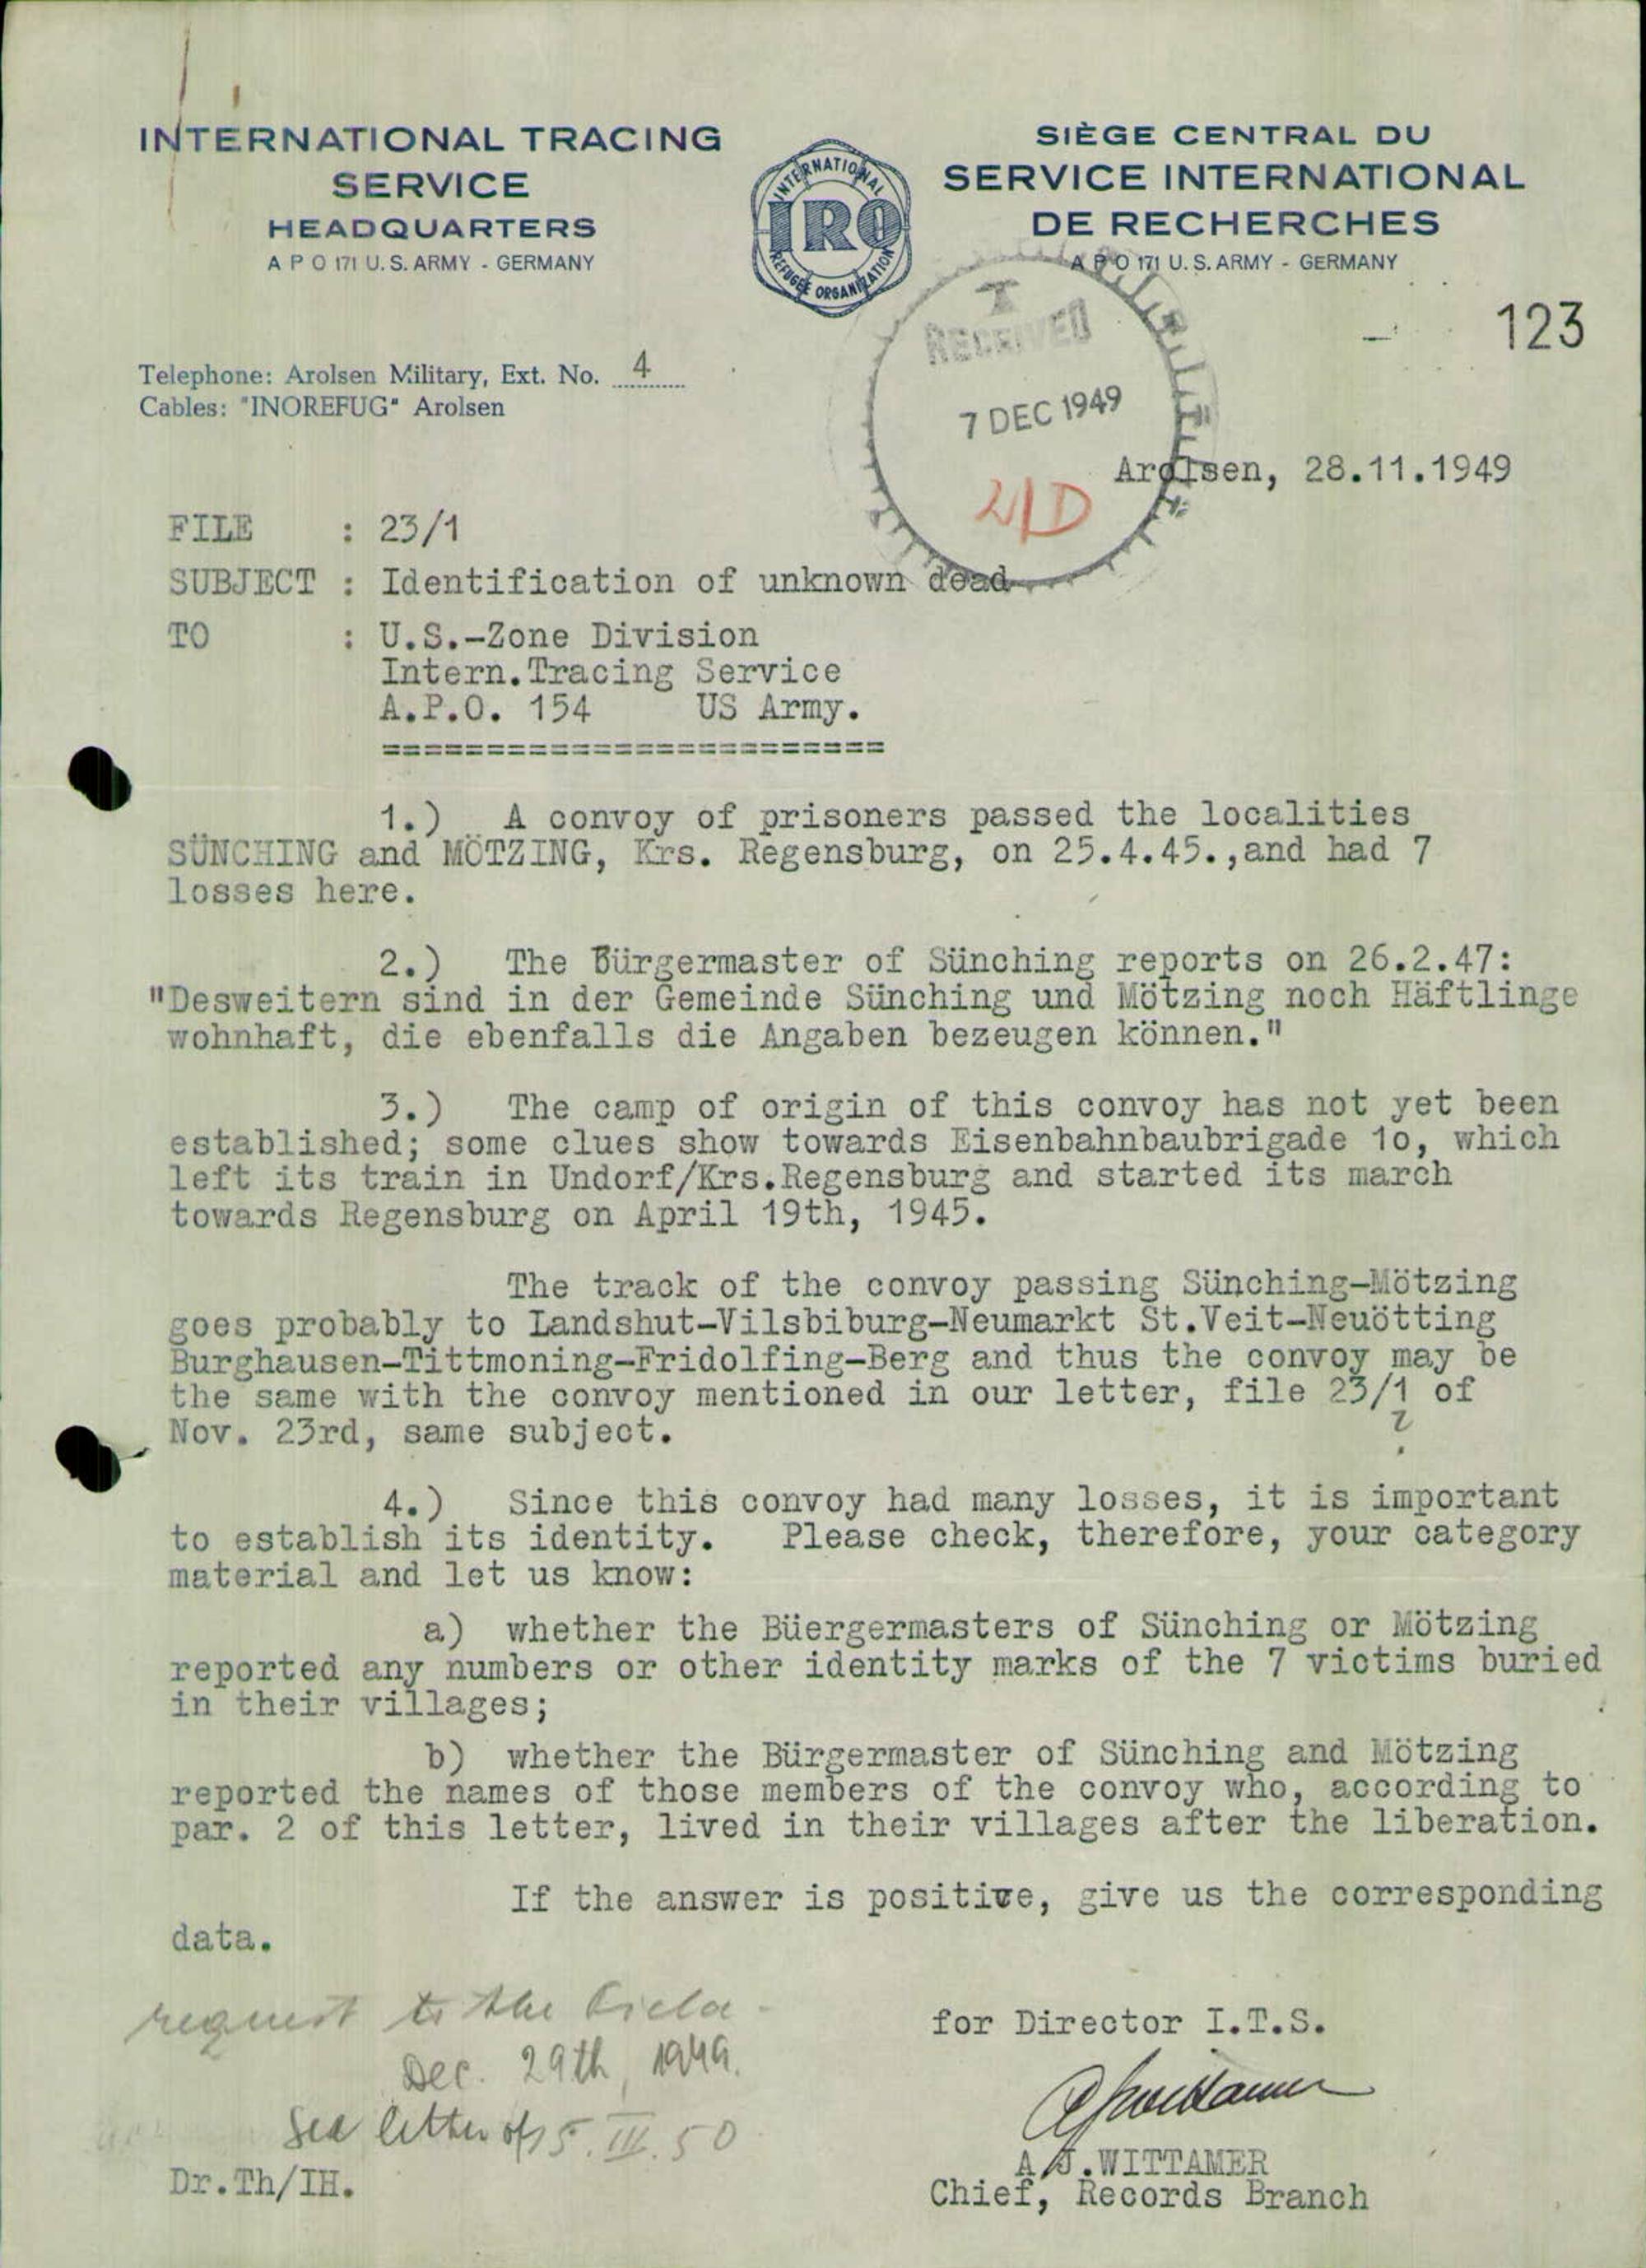 INTERNATIONAL TRACING
SERVICE
HEADQUARTERS
A P O 171 U.S. ARMY - GERMANY
INTERNATIONAL
IRO
REFUGEE ORGANIZATION
SIÈGE CENTRAL DU
SERVICE INTERNATIONAL
DE RECHERCHES
A P O 171 U.S. ARMY - GERMANY
RECEIVED
7 DEC 1949
123
Telephone: Arolsen Military, Ext. No. 4
Cables: "INOREFUG" Arolsen
Arolsen, 28.11.1949
FILE : 23/1
SUBJECT : Identification of unknown dead
TO : U.S.-Zone Division
Intern.Tracing Service
A.P.O. 154 US Army.
========================
1.) A convoy of prisoners passed the localities
SÜNCHING and MÖTZING, Krs. Regensburg, on 25.4.45.,and had 7
losses here.
2.) The Bürgermaster of Sünching reports on 26.2.47:
"Desweitern sind in der Gemeinde Sünching und Mötzing noch Häftlinge
wohnhaft, die ebenfalls die Angaben bezeugen können."
3.) The camp of origin of this convoy has not yet been
established; some clues show towards Eisenbahnbaubrigade 1o, which
left its train in Undorf/Krs.Regensburg and started its march
towards Regensburg on April 19th, 1945.
The track of the convoy passing Sünching-Mötzing
goes probably to Landshut-Vilsbiburg-Neumarkt St.Veit-Neuötting
Burghausen-Tittmoning-Fridolfing-Berg and thus the convoy may be
the same with the convoy mentioned in our letter, file 23/1 of
Nov. 23rd, same subject. ?
4.) Since this convoy had many losses, it is important
to establish its identity. Please check, therefore, your category
material and let us know:
a) whether the Büergermasters of Sünching or Mötzing
reported any numbers or other identity marks of the 7 victims buried
in their villages;
b) whether the Bürgermaster of Sünching and Mötzing
reported the names of those members of the convoy who, according to
par. 2 of this letter, lived in their villages after the liberation.
If the answer is positive, give us the corresponding
data.
request to the
Dec. 29th, 1949.
see letter of 15.III.50
for Director I.T.S.
A.J.WITTAMER
Chief, Records Branch
Dr.Th/IH.